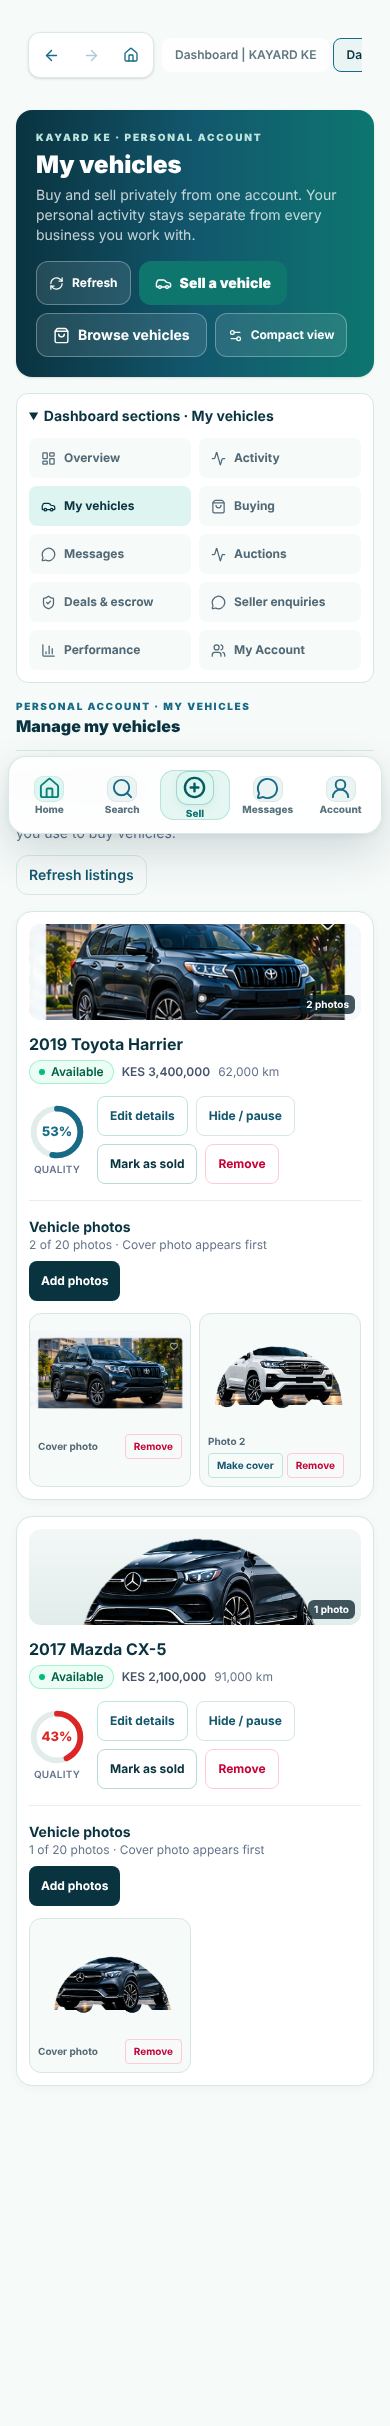 Dashboard | KAYARD KE
Da
KAYARD KE · PERSONAL ACCOUNT
My vehicles
Buy and sell privately from one account. Your
personal activity stays separate from every
business you work with.
Refresh
Sell a vehicle
Browse vehicles
Compact view
Dashboard sections · My vehicles
Overview
Activity
My vehicles
Buying
Messages
Auctions
Deals & escrow
Seller enquiries
Performance
My Account
PERSONAL ACCOUNT · MY VEHICLES
Manage my vehicles
Home
Search
Sell
Messages
Account
you use to buy vehicles.
Refresh listings
2 photos
2019 Toyota Harrier
Available KES 3,400,000 62,000 km
53%
QUALITY
Edit details
Hide / pause
Mark as sold
Remove
Vehicle photos
2 of 20 photos · Cover photo appears first
Add photos
Cover photo
Remove
Photo 2
Make cover
Remove
1 photo
2017 Mazda CX-5
Available KES 2,100,000 91,000 km
43%
QUALITY
Edit details
Hide / pause
Mark as sold
Remove
Vehicle photos
1 of 20 photos · Cover photo appears first
Add photos
Cover photo
Remove